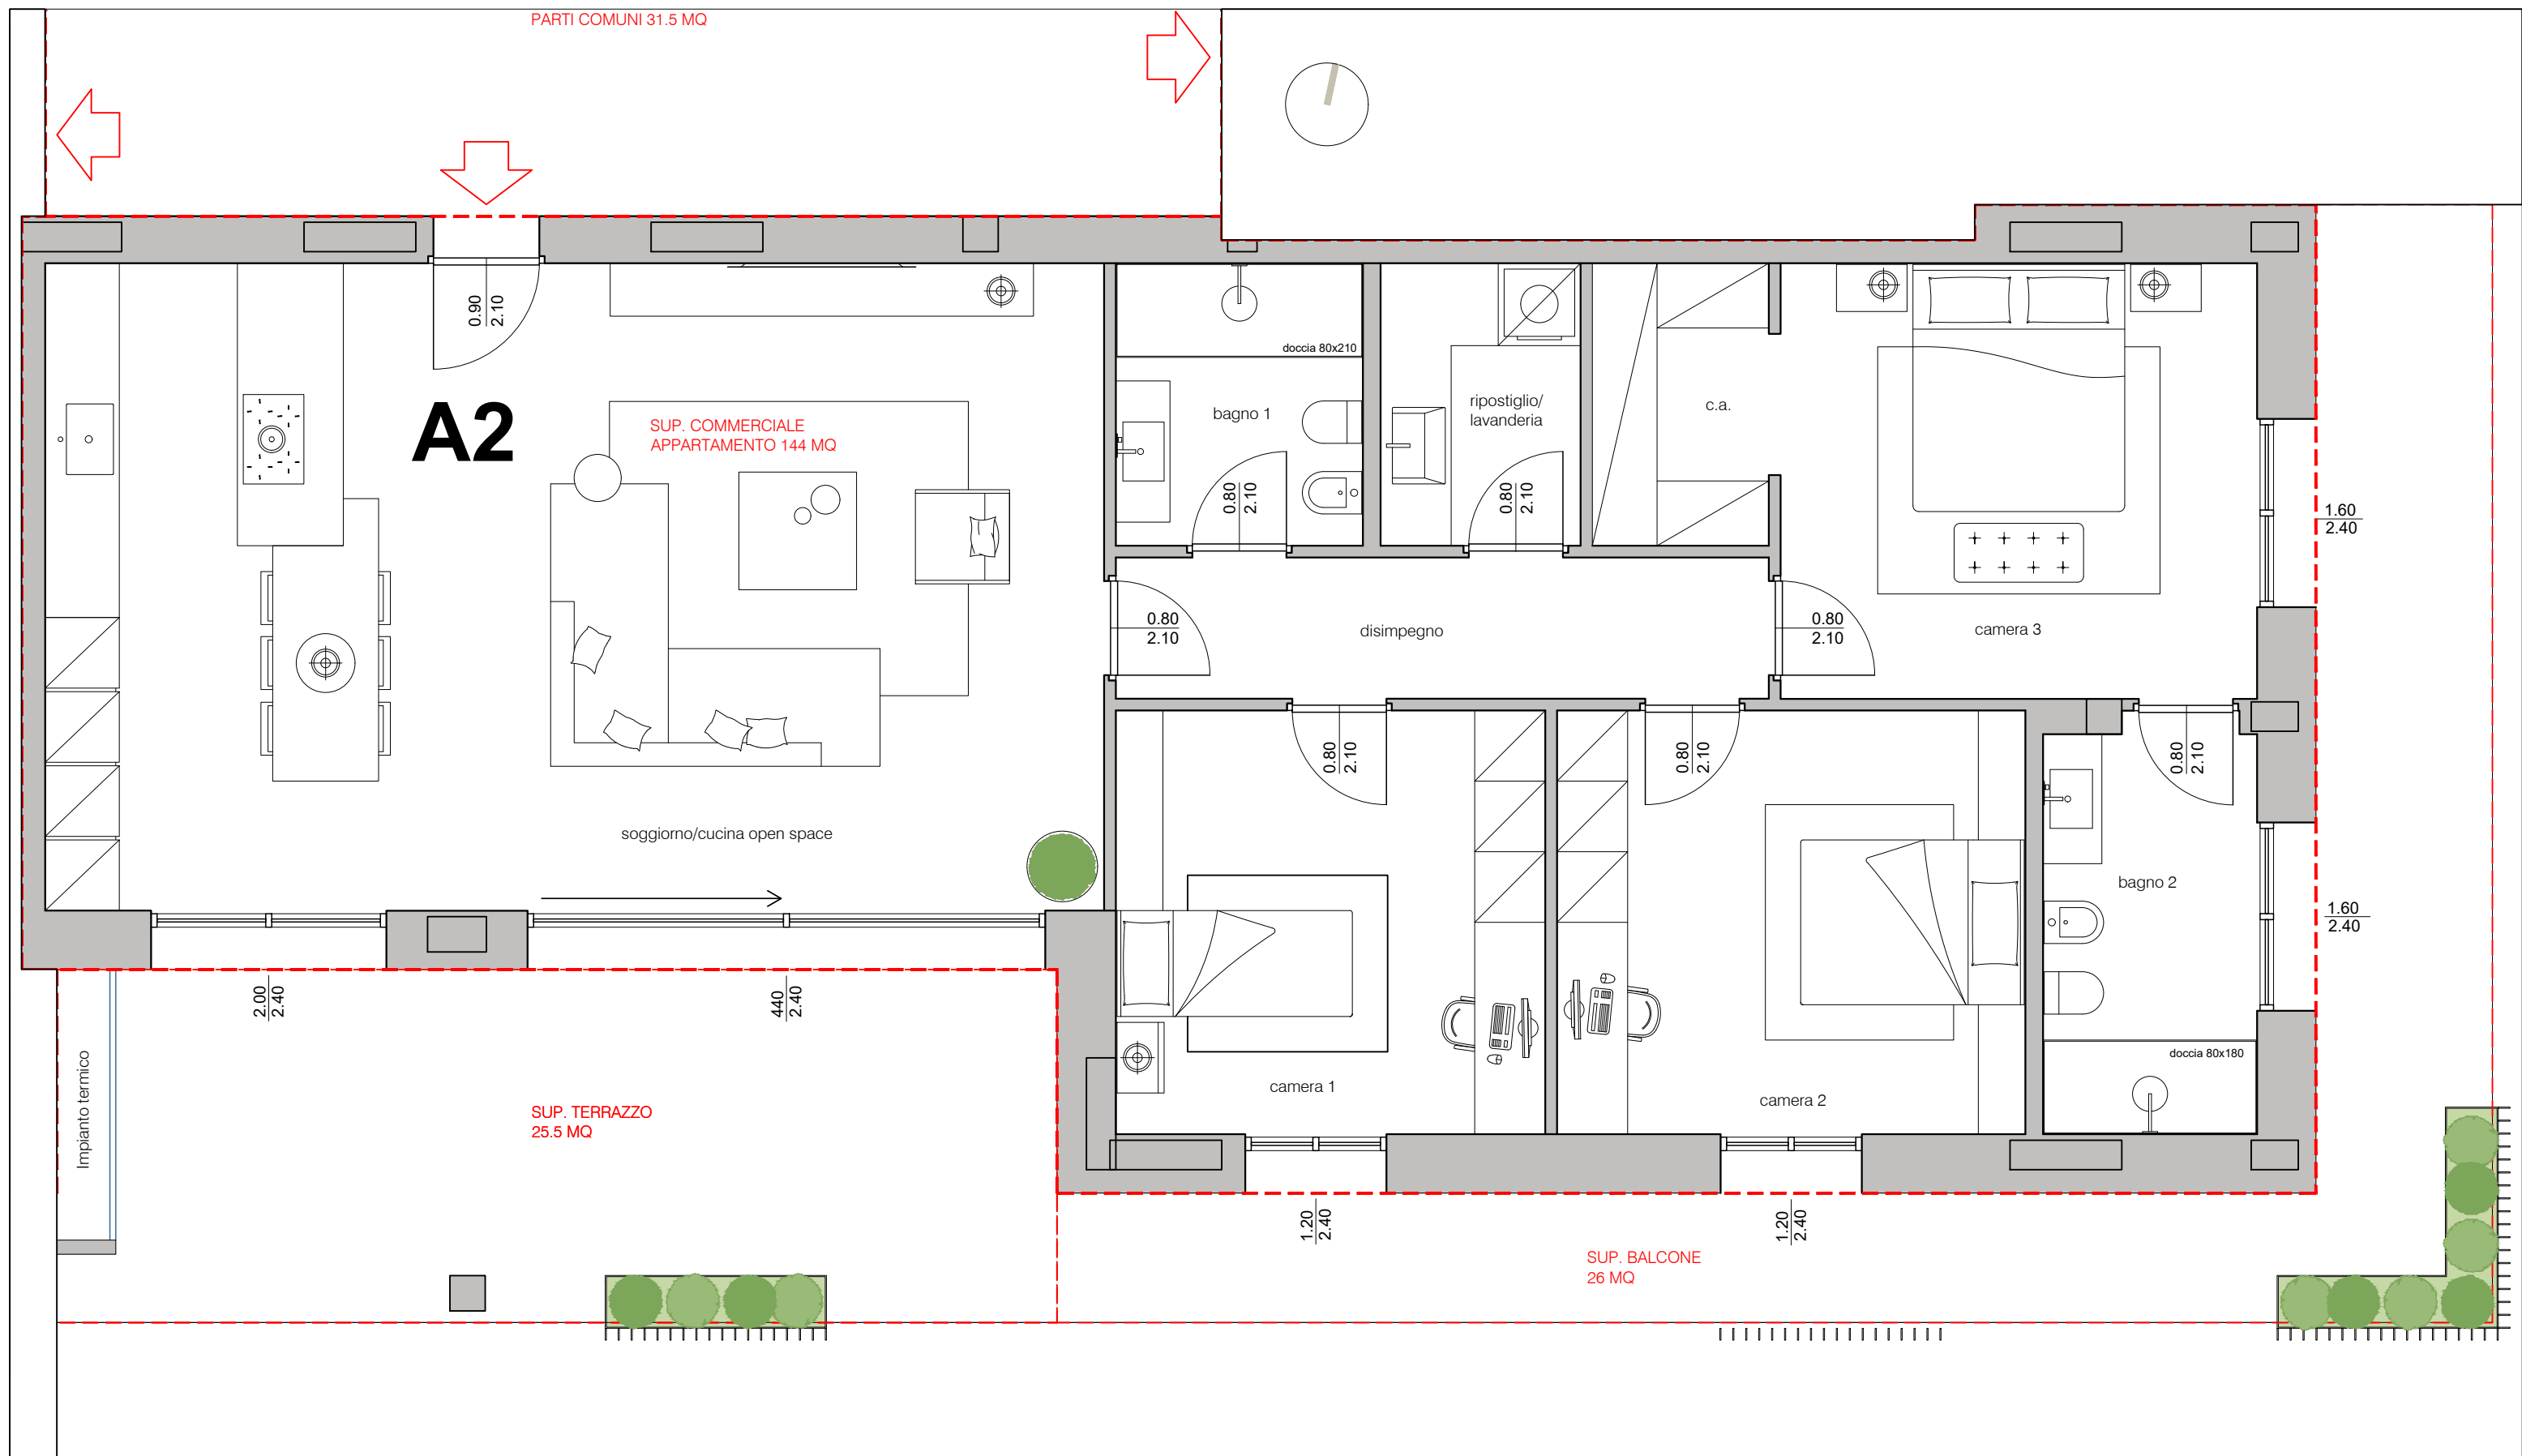 PARTI COMUNI 31.5 MQ
0.90
2.10
A2
SUP. COMMERCIALE
APPARTAMENTO 144 MQ
doccia 80x210
bagno 1
0.80
2.10
ripostiglio/
lavanderia
0.80
2.10
c.a.
1.60
2.40
0.80
2.10
disimpegno
0.80
2.10
camera 3
0.80
2.10
0.80
2.10
0.80
2.10
soggiorno/cucina open space
bagno 2
1.60
2.40
2.00
2.40
440
2.40
Impianto termico
doccia 80x180
camera 1
camera 2
SUP. TERRAZZO
25.5 MQ
1.20
2.40
1.20
2.40
SUP. BALCONE
26 MQ